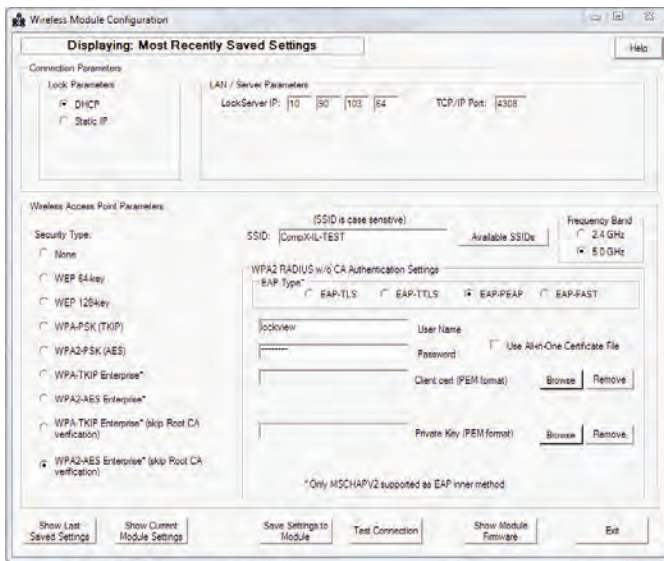 Wireless Module Configuration
Displaying: Most Recently Saved Settings
Help
Connection Parameters
Lock Parameters
DHCP
Static IP
LAN / Server Parameters
LockServer IP: 10 90 103 64 TCP/IP Port: 4308
Wireless Access Point Parameters
Security Type:
None
WEP 64-key
WEP 128-key
WPA-PSK (TKIP)
WPA2-PSK (AES)
WPA-TKIP Enterprise*
WPA2-AES Enterprise*
WPA-TKIP Enterprise* (skip Root CA
verification)
WPA2-AES Enterprise* (skip Root CA
verification)
(SSID is case sensitive)
SSID: CompX-IL-TEST Available SSIDs
Frequency Band
2.4 GHz
5.0 GHz
WPA2 RADIUS w/o CA Authentication Settings
EAP Type*
EAP-TLS EAP-TTLS EAP-PEAP EAP-FAST
lockview User Name
-------- Password Use All-in-One Certificate File
Client cert (PEM format) Browse Remove
Private Key (PEM format) Browse Remove
*Only MSCHAPV2 supported as EAP inner method
Show Last
Saved Settings
Show Current
Module Settings
Save Settings to
Module
Test Connection
Show Module
Firmware
Exit